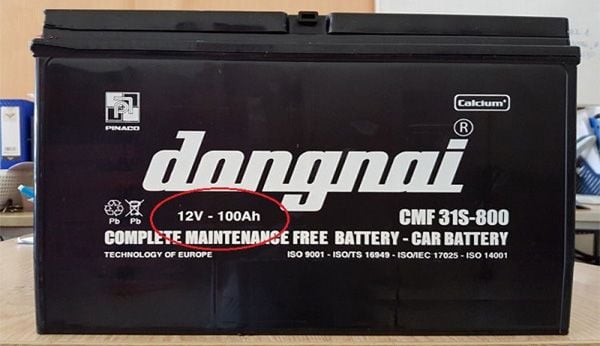 Calcium
PINACO
dongnai ®
12V - 100Ah
Pb Pb
CMF 31S-800
COMPLETE MAINTENANCE FREE BATTERY - CAR BATTERY
TECHNOLOGY OF EUROPE
ISO 9001 - ISO/TS 16949 - ISO/IEC 17025 - ISO 14001